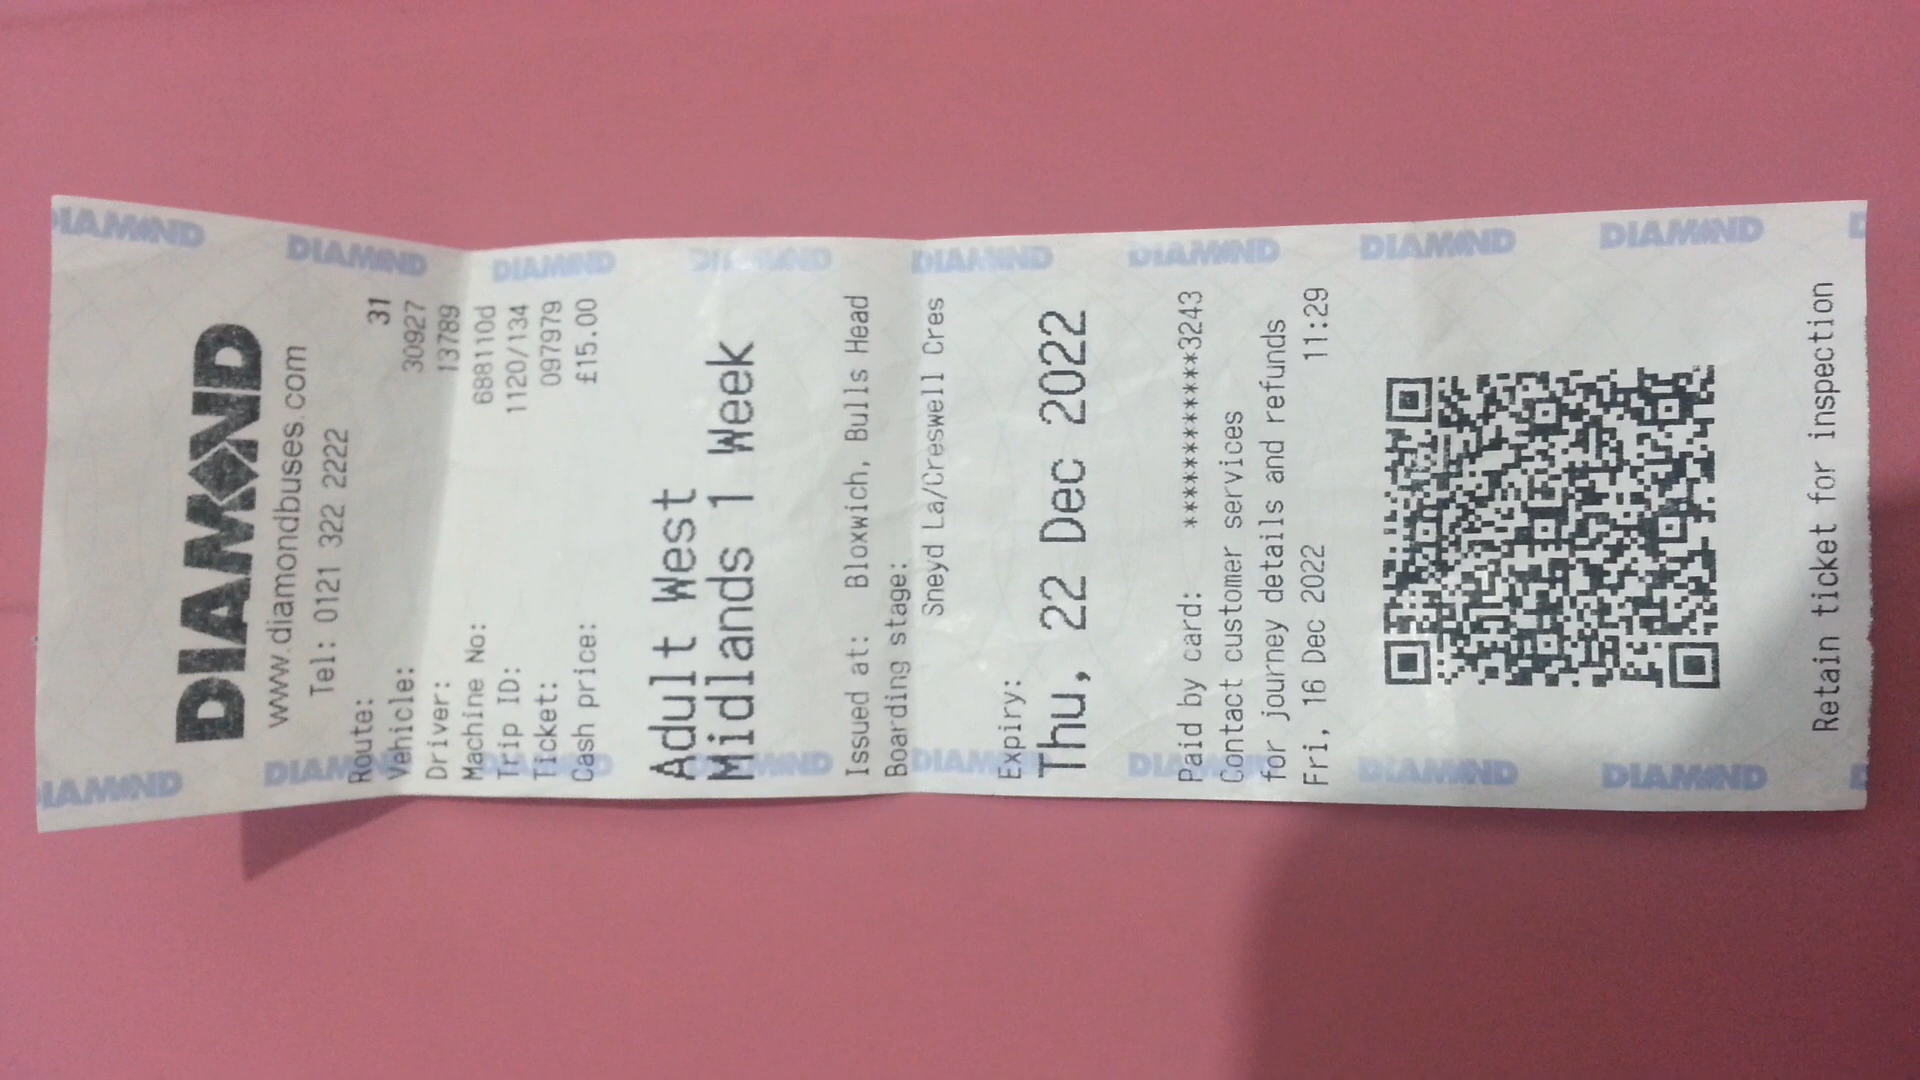 DIAMOND
www.diamondbuses.com
Tel: 0121 322 2222
Route: 31
Vehicle: 30927
Driver: 13789
Machine No: 688110d
Trip ID: 1120/134
Ticket: 097979
Cash price: £15.00
Adult West
Midlands 1 Week
Issued at: Bloxwich, Bulls Head
Boarding stage:
Sneyd La/Creswell Cres
Expiry:
Thu, 22 Dec 2022
Paid by card: ************3243
Contact customer services
for journey details and refunds
Fri, 16 Dec 2022 11:29
Retain ticket for inspection